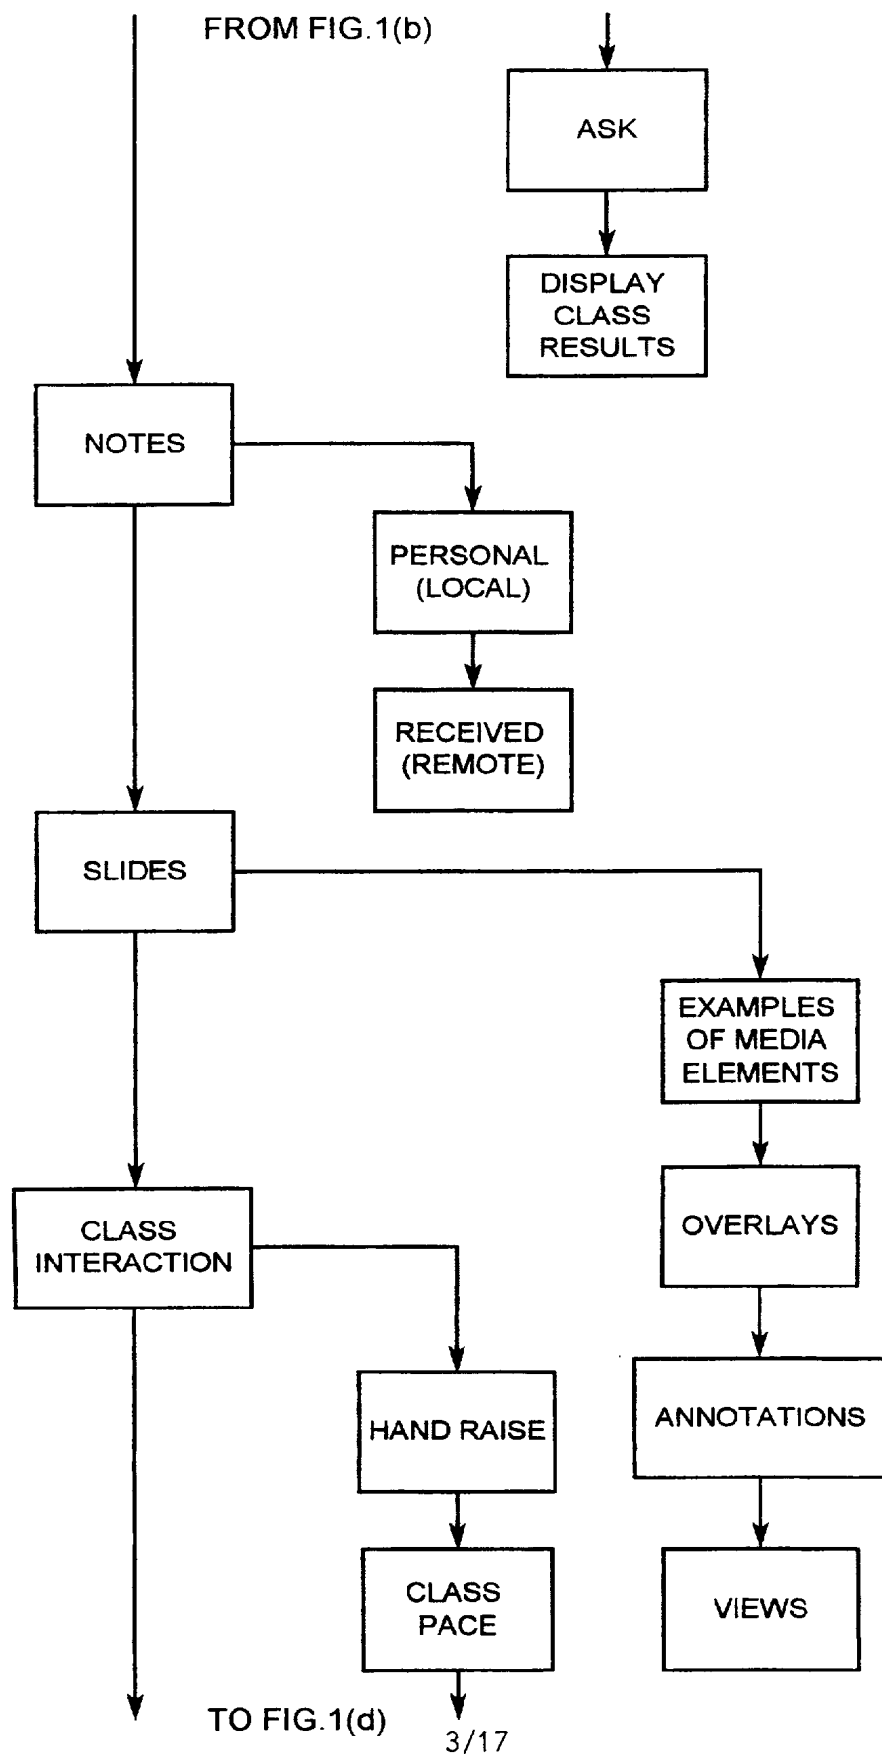 FROM FIG.1(b)
ASK
DISPLAY
CLASS
RESULTS
NOTES
PERSONAL
(LOCAL)
RECEIVED
(REMOTE)
SLIDES
EXAMPLES
OF MEDIA
ELEMENTS
CLASS
INTERACTION
OVERLAYS
HAND RAISE
ANNOTATIONS
CLASS
PACE
VIEWS
TO FIG.1(d)
3/17